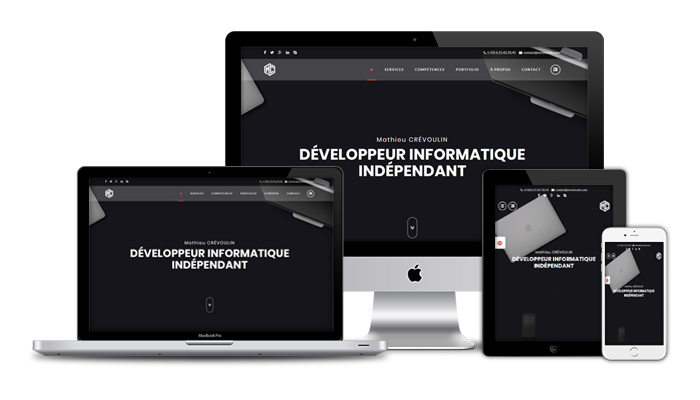 SERVICES COMPÉTENCES PORTFOLIO À PROPOS CONTACT
Mathieu CRÉVOULIN
DÉVELOPPEUR INFORMATIQUE
INDÉPENDANT
SERVICES COMPÉTENCES PORTFOLIO À PROPOS CONTACT
Mathieu CRÉVOULIN
DÉVELOPPEUR INFORMATIQUE
INDÉPENDANT
MacBook Pro
Mathieu CRÉVOULIN
DÉVELOPPEUR INFORMATIQUE
INDÉPENDANT
Mathieu CRÉVOULIN
DÉVELOPPEUR INFORMATIQUE
INDÉPENDANT